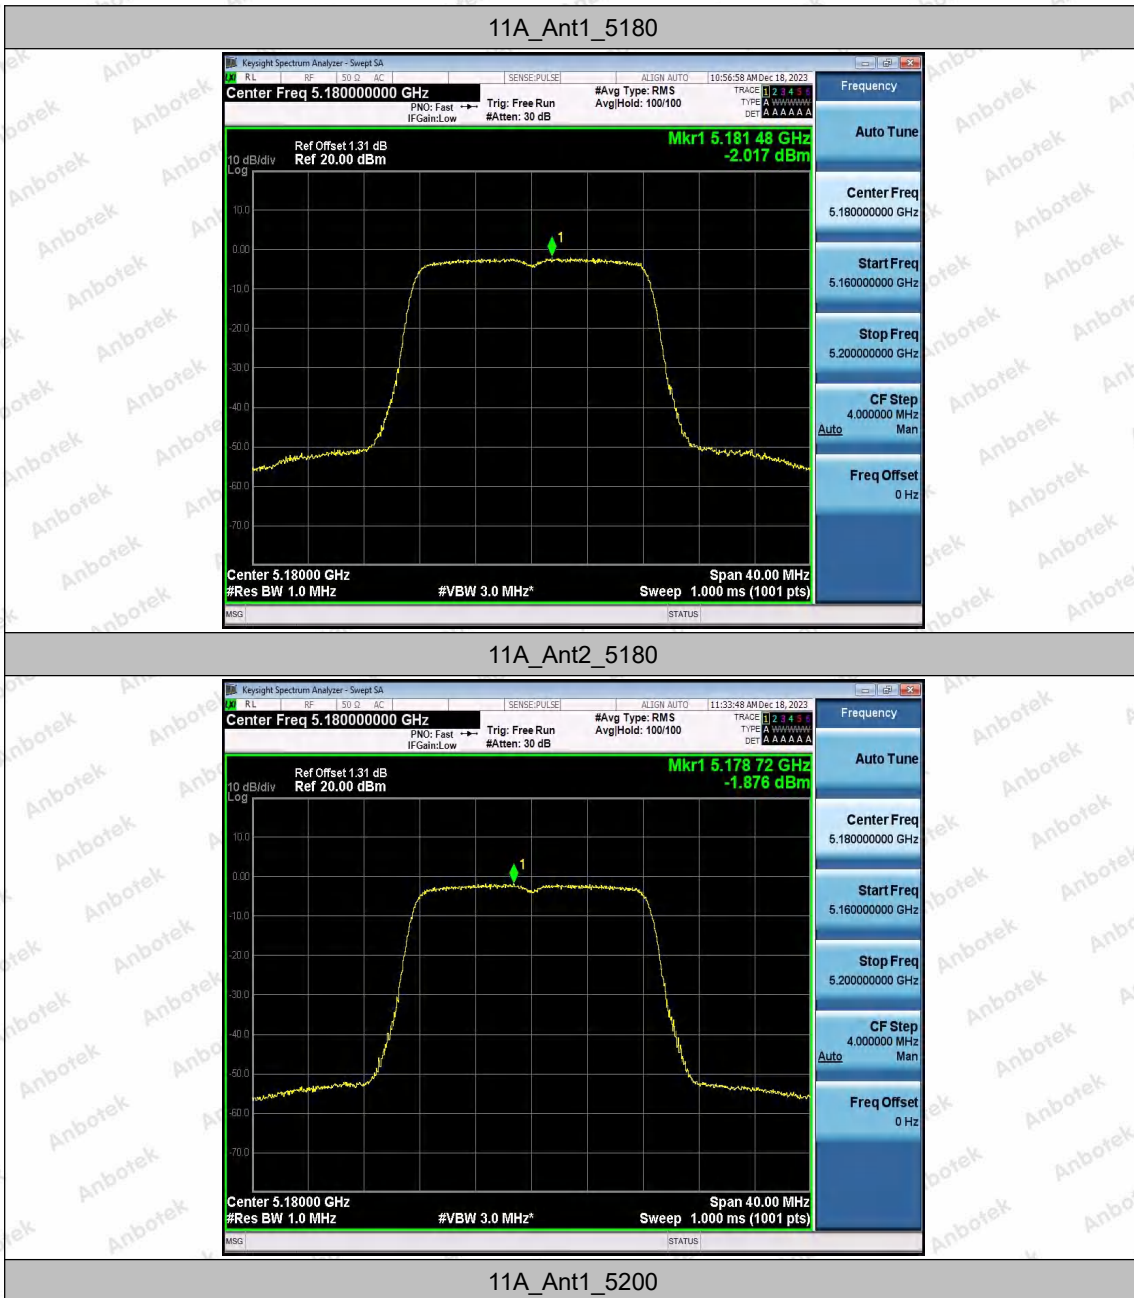 11A_Ant1_5180
Keysight Spectrum Analyzer - Swept SA
RL RF 50 Ω AC SENSE:PULSE ALIGN AUTO 10:56:58 AM Dec 18, 2023
Center Freq 5.180000000 GHz
PNO: Fast
IFGain:Low
Trig: Free Run
#Atten: 30 dB
#Avg Type: RMS
Avg|Hold: 100/100
TRACE 1 2 3 4 5 6
TYPE A WWWWW
DET A A A A A A
Ref Offset 1.31 dB
10 dB/div Ref 20.00 dBm
Log
Mkr1 5.181 48 GHz
-2.017 dBm
10.0
0.00
-10.0
-20.0
-30.0
-40.0
-50.0
-60.0
-70.0
1
Center 5.18000 GHz Span 40.00 MHz
#Res BW 1.0 MHz #VBW 3.0 MHz* Sweep 1.000 ms (1001 pts)
MSG STATUS
Frequency
Auto Tune
Center Freq
5.180000000 GHz
Start Freq
5.160000000 GHz
Stop Freq
5.200000000 GHz
CF Step
4.000000 MHz
Auto Man
Freq Offset
0 Hz
11A_Ant2_5180
Keysight Spectrum Analyzer - Swept SA
RL RF 50 Ω AC SENSE:PULSE ALIGN AUTO 11:33:48 AM Dec 18, 2023
Center Freq 5.180000000 GHz
PNO: Fast
IFGain:Low
Trig: Free Run
#Atten: 30 dB
#Avg Type: RMS
Avg|Hold: 100/100
TRACE 1 2 3 4 5 6
TYPE A WWWWW
DET A A A A A A
Ref Offset 1.31 dB
10 dB/div Ref 20.00 dBm
Log
Mkr1 5.178 72 GHz
-1.876 dBm
10.0
0.00
-10.0
-20.0
-30.0
-40.0
-50.0
-60.0
-70.0
1
Center 5.18000 GHz Span 40.00 MHz
#Res BW 1.0 MHz #VBW 3.0 MHz* Sweep 1.000 ms (1001 pts)
MSG STATUS
Frequency
Auto Tune
Center Freq
5.180000000 GHz
Start Freq
5.160000000 GHz
Stop Freq
5.200000000 GHz
CF Step
4.000000 MHz
Auto Man
Freq Offset
0 Hz
11A_Ant1_5200
Anbotek